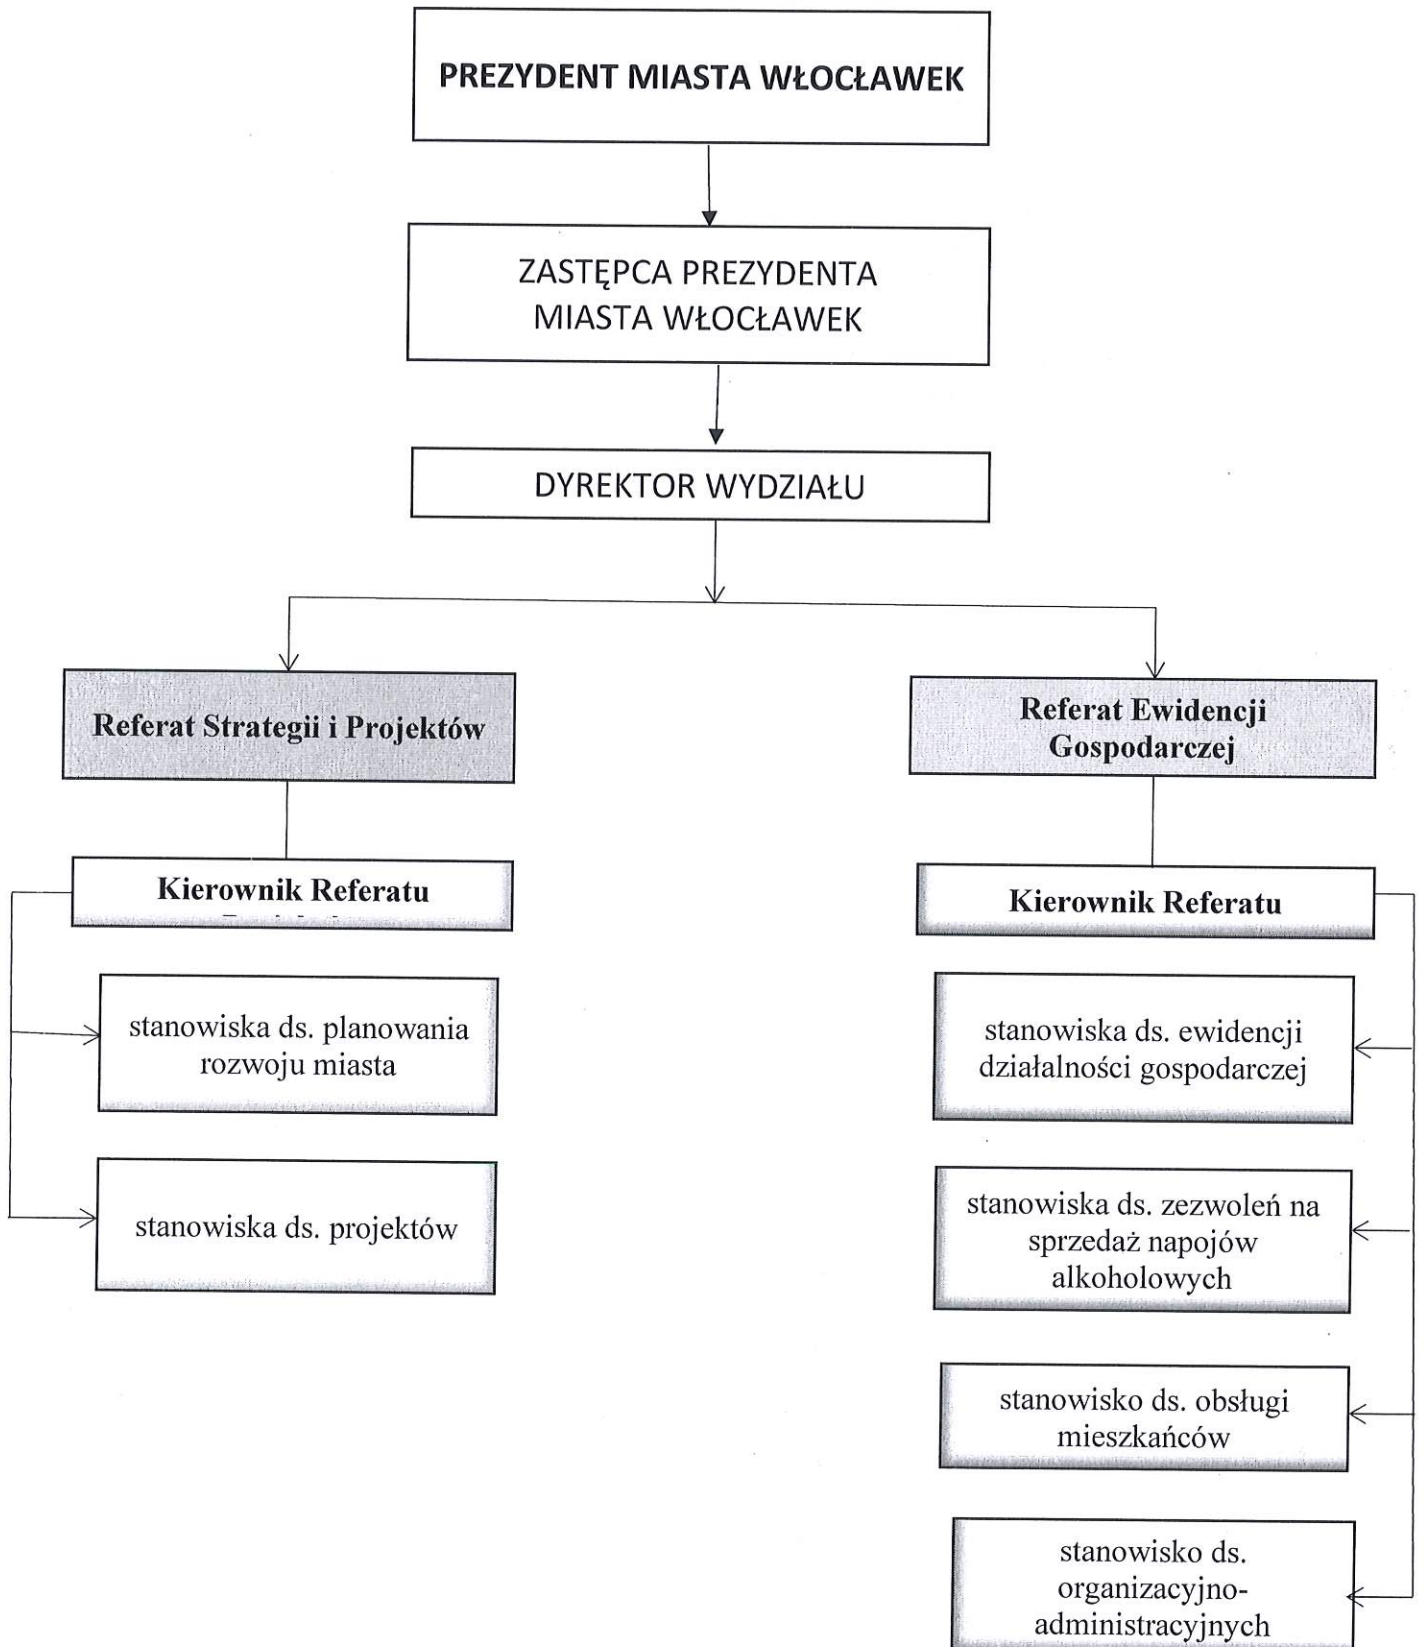 PREZYDENT MIASTA WŁOCŁAWEK
ZASTĘPCA PREZYDENTA
MIASTA WŁOCŁAWEK
DYREKTOR WYDZIAŁU
Referat Strategii i Projektów
Kierownik Referatu
stanowiska ds. planowania
rozwoju miasta
stanowiska ds. projektów
Referat Ewidencji
Gospodarczej
Kierownik Referatu
stanowiska ds. ewidencji
działalności gospodarczej
stanowiska ds. zezwoleń na
sprzedaż napojów
alkoholowych
stanowisko ds. obsługi
mieszkańców
stanowisko ds.
organizacyjno-
administracyjnych